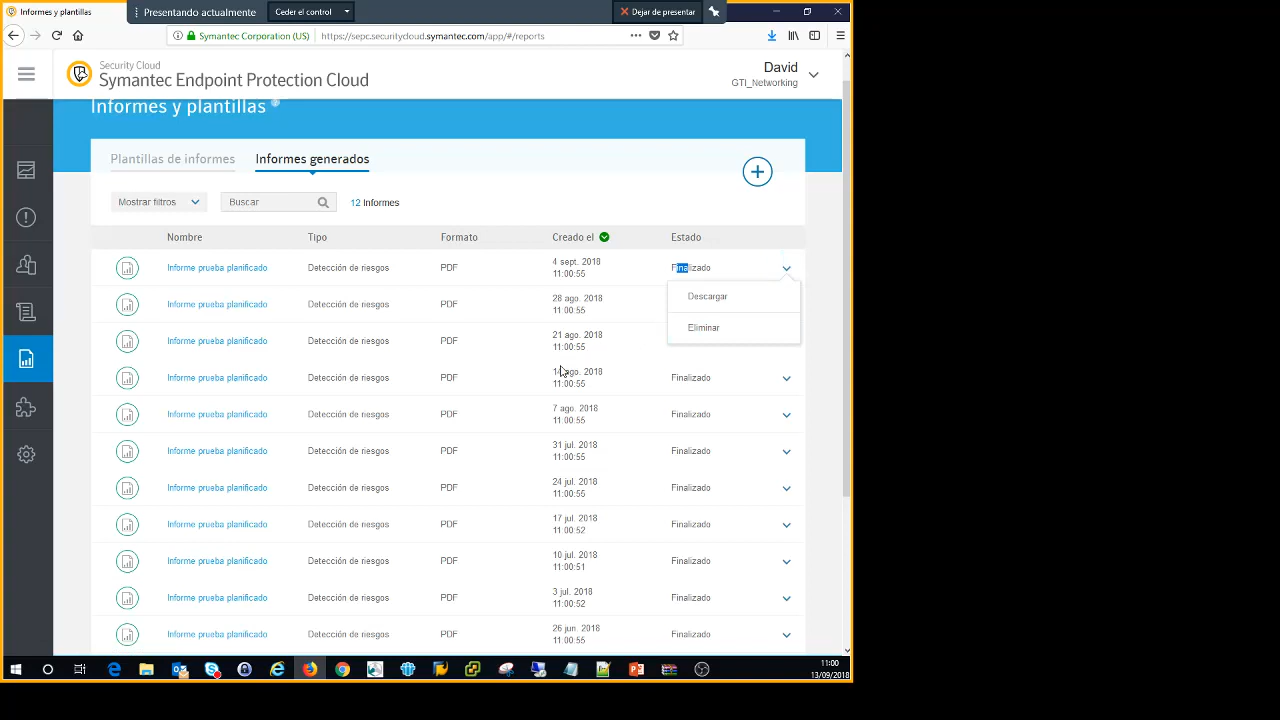 Informes y plantillas
Presentando actualmente
Ceder el control
Dejar de presentar
Symantec Corporation (US)
https://sepc.securitycloud.symantec.com/app/#/reports
Security Cloud
Symantec Endpoint Protection Cloud
David
GTI_Networking
Informes y plantillas
Plantillas de informes
Informes generados
Mostrar filtros
Buscar
12 Informes
Nombre Tipo Formato Creado el Estado
Informe prueba planificado Detección de riesgos PDF 4 sept. 2018 11:00:55 Finalizado
Descargar
Eliminar
Informe prueba planificado Detección de riesgos PDF 28 ago. 2018 11:00:55
Informe prueba planificado Detección de riesgos PDF 21 ago. 2018 11:00:55
Informe prueba planificado Detección de riesgos PDF 14 ago. 2018 11:00:55 Finalizado
Informe prueba planificado Detección de riesgos PDF 7 ago. 2018 11:00:55 Finalizado
Informe prueba planificado Detección de riesgos PDF 31 jul. 2018 11:00:55 Finalizado
Informe prueba planificado Detección de riesgos PDF 24 jul. 2018 11:00:55 Finalizado
Informe prueba planificado Detección de riesgos PDF 17 jul. 2018 11:00:52 Finalizado
Informe prueba planificado Detección de riesgos PDF 10 jul. 2018 11:00:51 Finalizado
Informe prueba planificado Detección de riesgos PDF 3 jul. 2018 11:00:52 Finalizado
Informe prueba planificado Detección de riesgos PDF 26 jun. 2018 11:00:55 Finalizado
11:00
13/09/2018